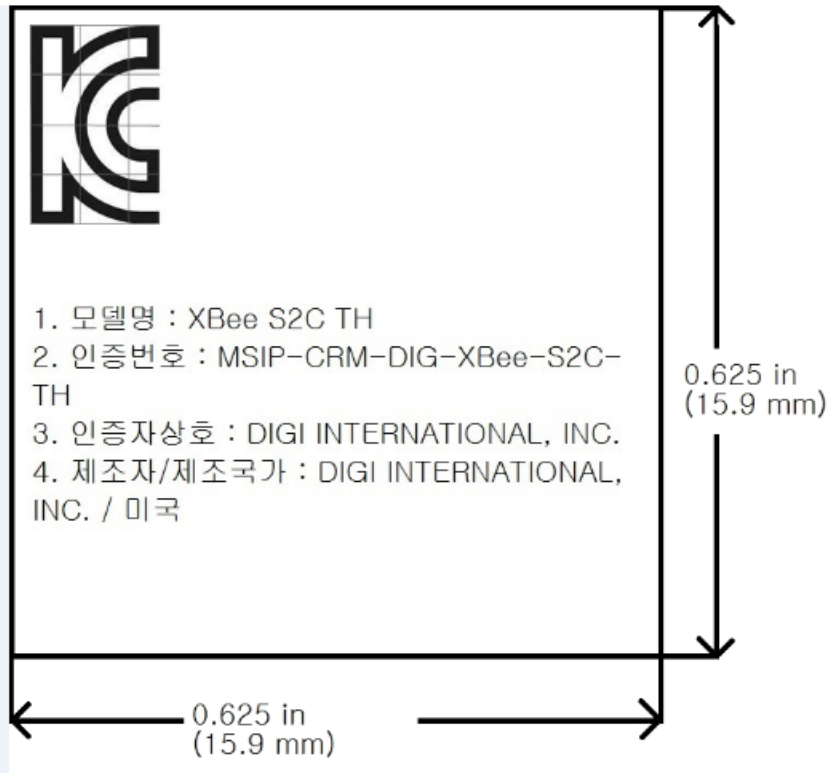 KC
1. 모델명 : XBee S2C TH
2. 인증번호 : MSIP-CRM-DIG-XBee-S2C-
TH
3. 인증자상호 : DIGI INTERNATIONAL, INC.
4. 제조자/제조국가 : DIGI INTERNATIONAL,
INC. / 미국
0.625 in
(15.9 mm)
0.625 in
(15.9 mm)